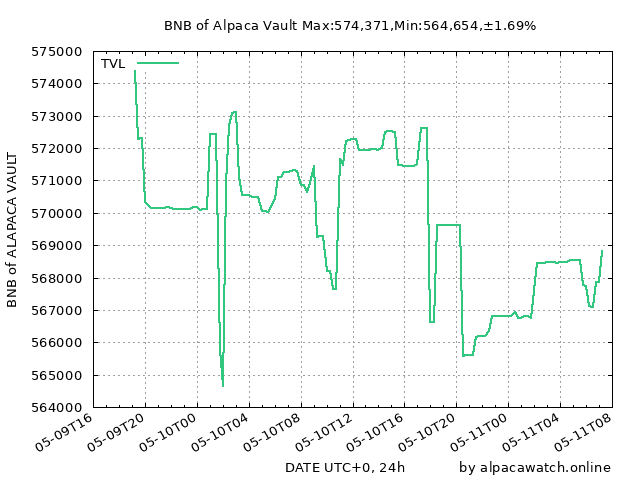 BNB of Alpaca Vault Max:574,371,Min:564,654,±1.69%
575000
574000
573000
572000
571000
570000
569000
568000
567000
566000
565000
564000
TVL
BNB of ALAPACA VAULT
05-09T16
05-09T20
05-10T00
05-10T04
05-10T08
05-10T12
05-10T16
05-10T20
05-11T00
05-11T04
05-11T08
DATE UTC+0, 24h
by alpacawatch.online